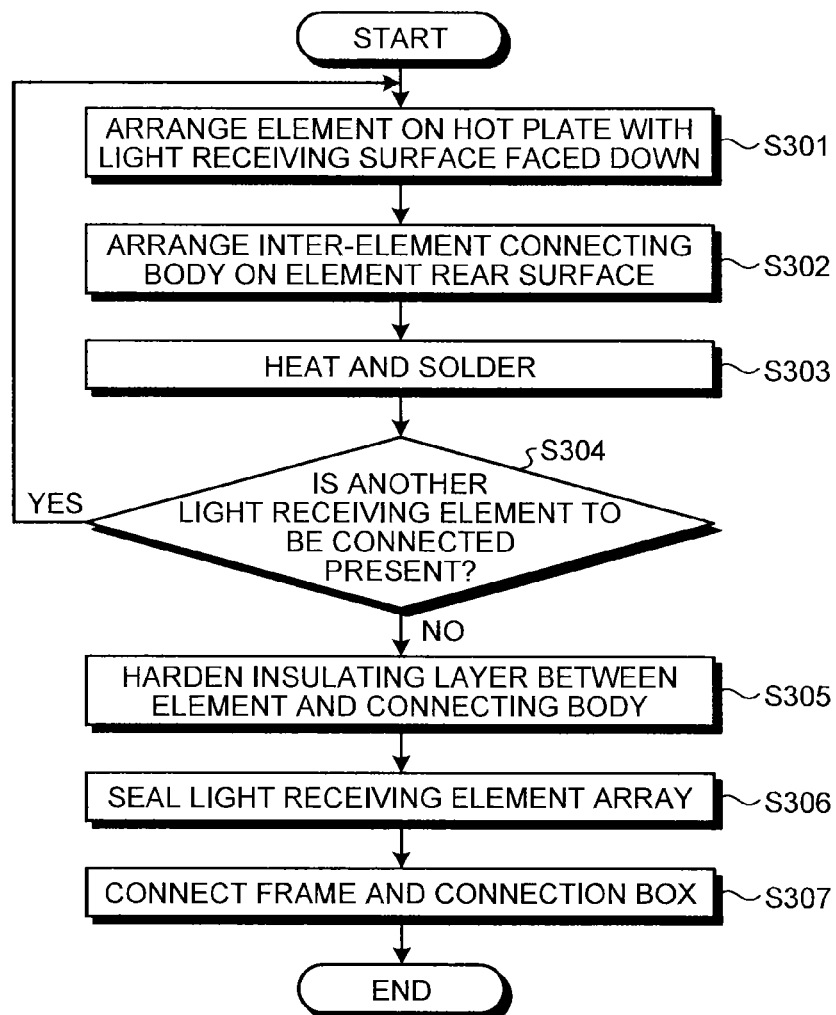 START
ARRANGE ELEMENT ON HOT PLATE WITH
LIGHT RECEIVING SURFACE FACED DOWN
S301
ARRANGE INTER-ELEMENT CONNECTING
BODY ON ELEMENT REAR SURFACE
S302
HEAT AND SOLDER
S303
S304
IS ANOTHER
LIGHT RECEIVING ELEMENT TO
BE CONNECTED
PRESENT?
YES
NO
HARDEN INSULATING LAYER BETWEEN
ELEMENT AND CONNECTING BODY
S305
SEAL LIGHT RECEIVING ELEMENT ARRAY
S306
CONNECT FRAME AND CONNECTION BOX
S307
END